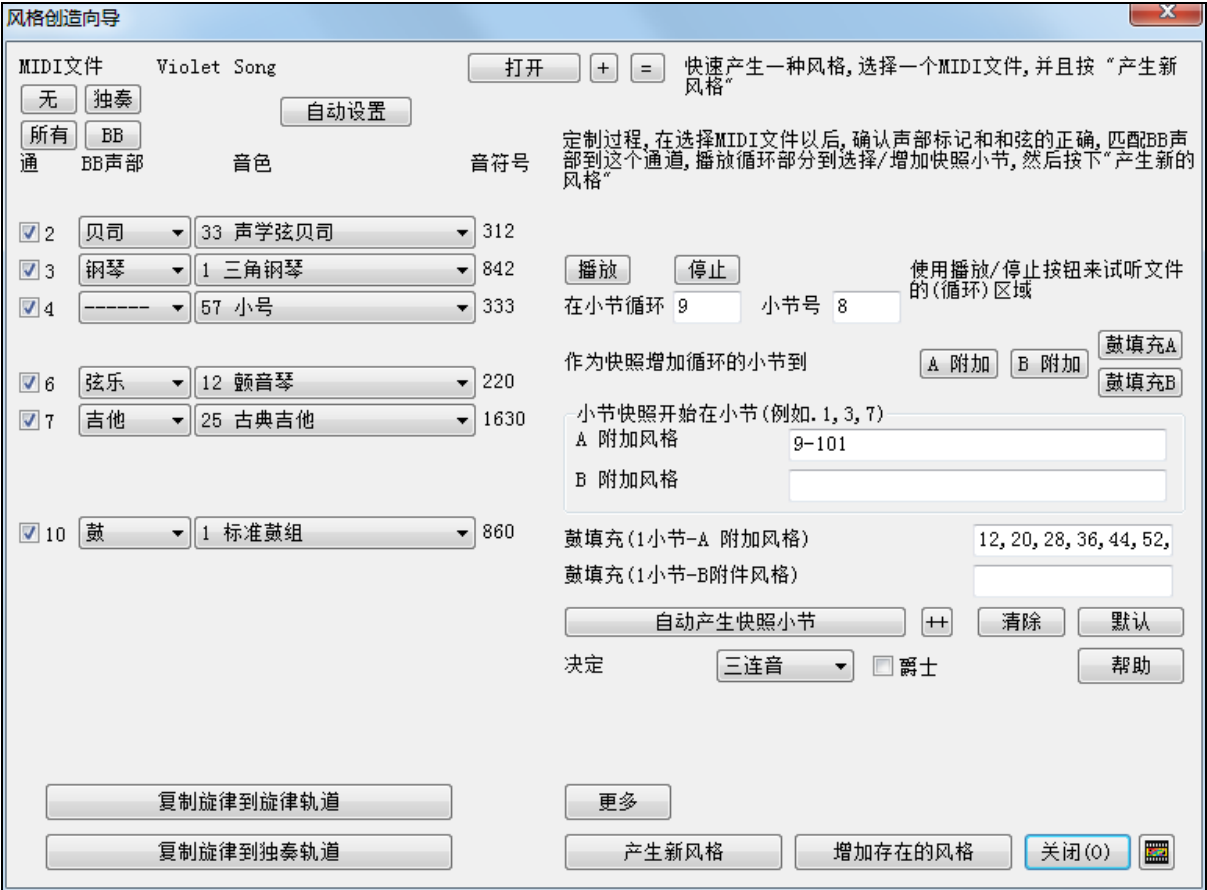 风格创造向导
MIDI文件 Violet Song
打开 + =
快速产生一种风格,选择一个MIDI文件,并且按 “产生新
风格“
无 独奏
自动设置
所有 BB
通 BB声部 音色 音符号
定制过程,在选择MIDI文件以后,确认声部标记和和弦的正确,匹配BB声
部到这个通道,播放循环部分到选择/增加快照小节,然后按下“产生新的
风格“
2 贝司 33 声学弦贝司 312
3 钢琴 1 三角钢琴 842
4 ------ 57 小号 333
6 弦乐 12 颤音琴 220
7 吉他 25 古典吉他 1630
10 鼓 1 标准鼓组 860
播放 停止
使用播放/停止按钮来试听文件
的(循环)区域
在小节循环 9 小节号 8
作为快照增加循环的小节到 A 附加 B 附加
鼓填充A
鼓填充B
小节快照开始在小节(例如.1,3,7)
A 附加风格 9-101
B 附加风格
鼓填充(1小节-A 附加风格) 12,20,28,36,44,52,
鼓填充(1小节-B附件风格)
自动产生快照小节 ++ 清除 默认
决定 三连音 爵士 帮助
复制旋律到旋律轨道
复制旋律到独奏轨道
更多
产生新风格 增加存在的风格 关闭(O)